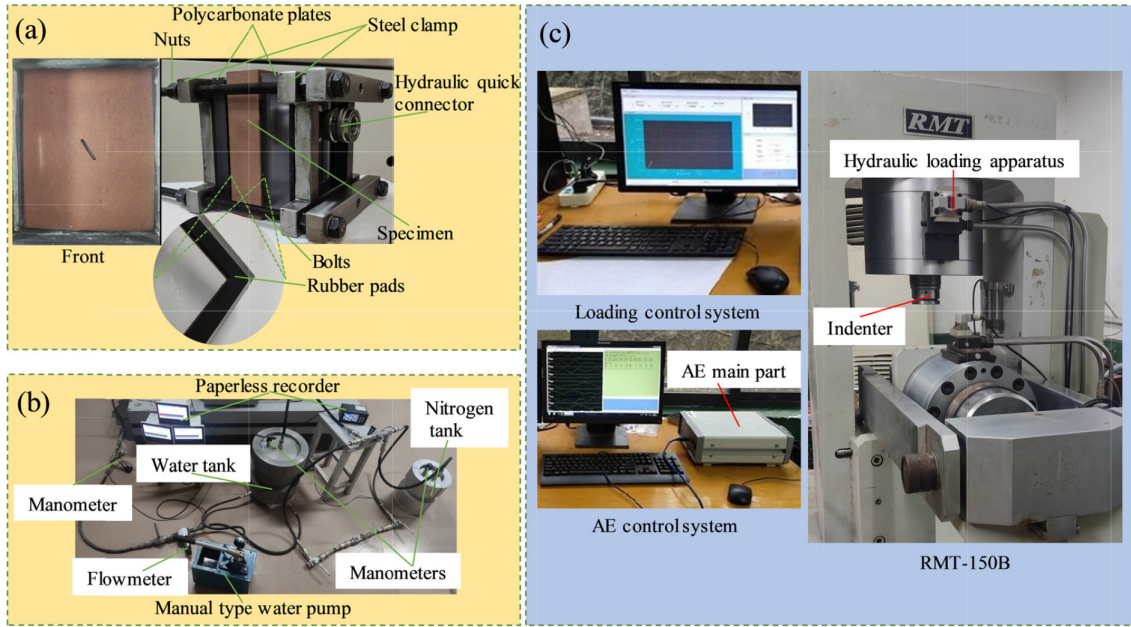 (a)
Polycarbonate plates
Nuts
Steel clamp
Hydraulic quick
connector
Specimen
Front
Bolts
Rubber pads
(b)
Paperless recorder
Nitrogen
tank
Water tank
Manometer
Flowmeter
Manometers
Manual type water pump
(c)
Loading control system
AE main part
AE control system
RMT
Hydraulic loading apparatus
Indenter
RMT-150B